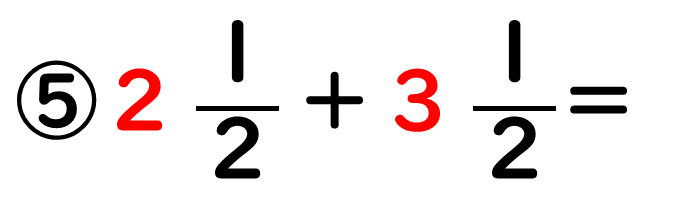 ⑤ 2 1/2 + 3 1/2 =